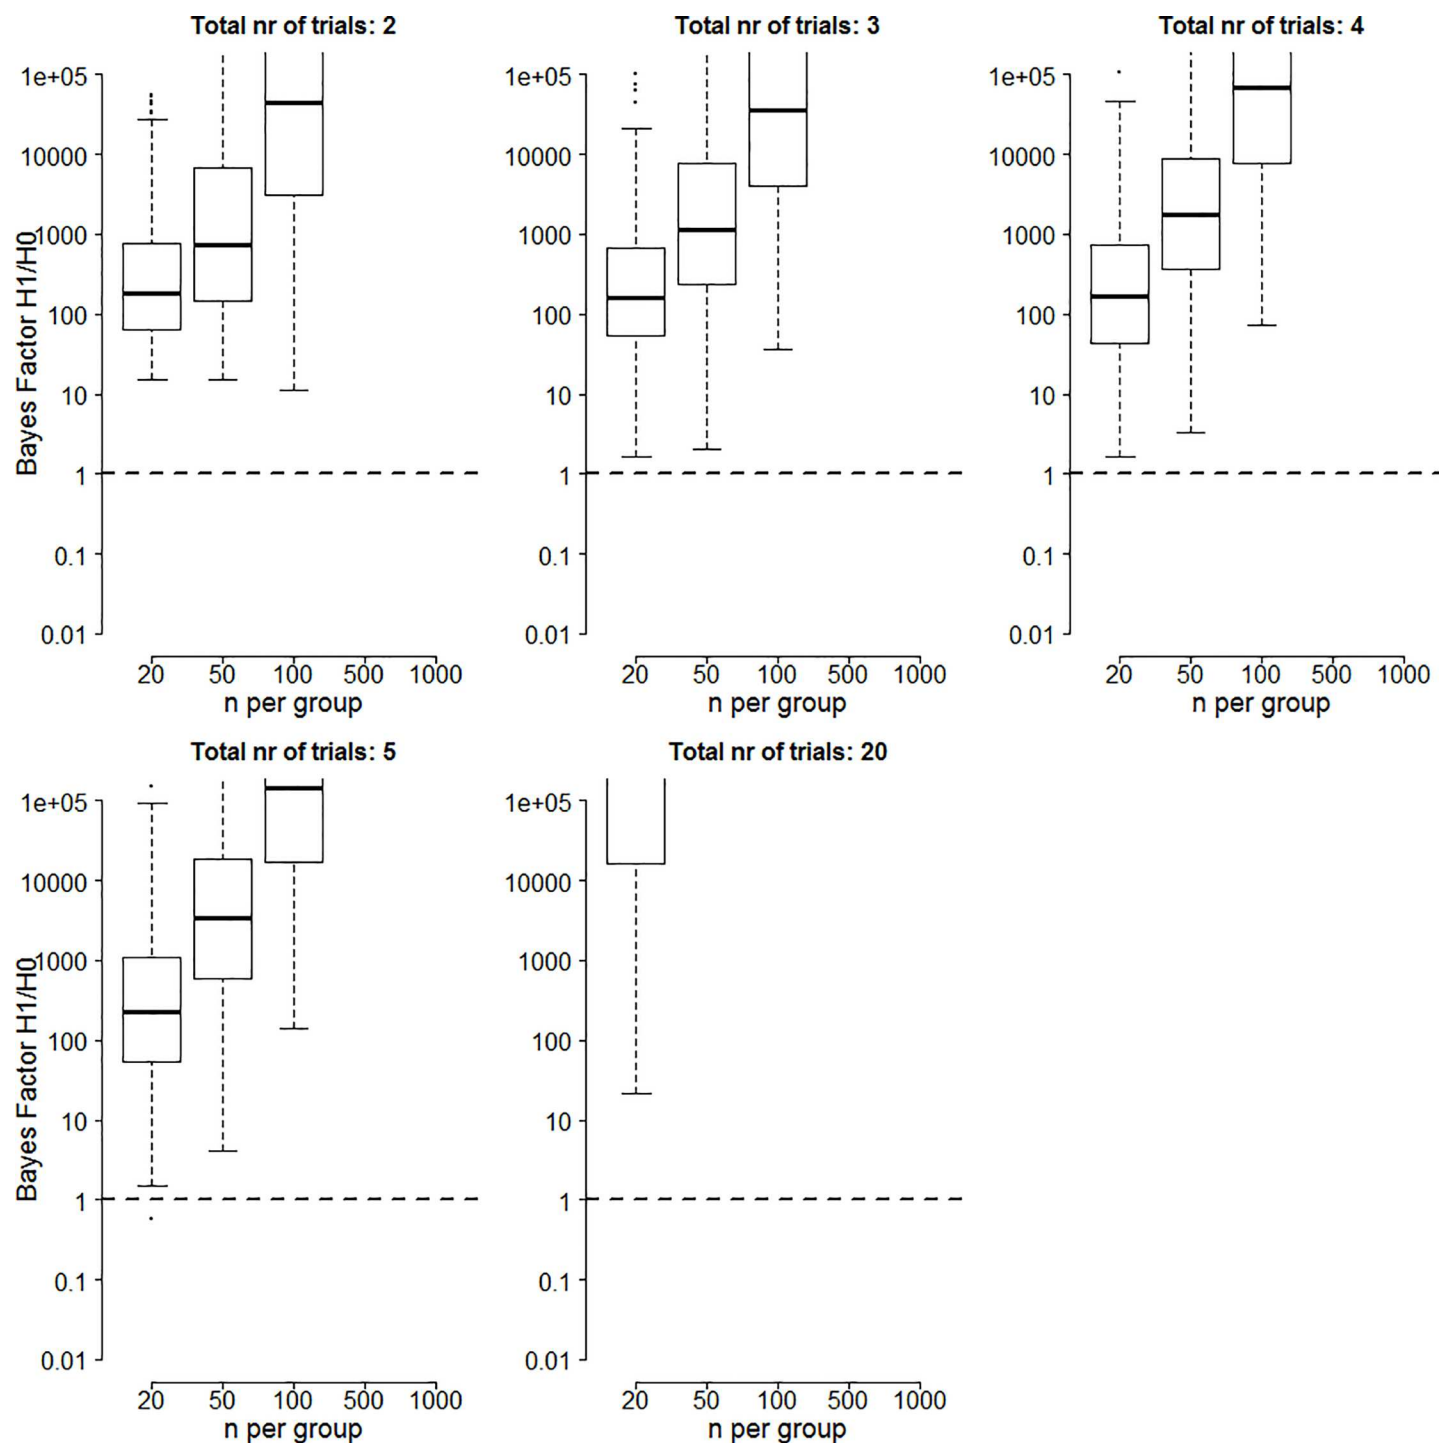 Total nr of trials: 2
Bayes Factor H1/H0
1e+05
10000
1000
100
10
1
0.1
0.01
20 50 100 500 1000
n per group
Total nr of trials: 3
1e+05
10000
1000
100
10
1
0.1
0.01
20 50 100 500 1000
n per group
Total nr of trials: 4
1e+05
10000
1000
100
10
1
0.1
0.01
20 50 100 500 1000
n per group
Total nr of trials: 5
Bayes Factor H1/H0
1e+05
10000
1000
100
10
1
0.1
0.01
20 50 100 500 1000
n per group
Total nr of trials: 20
1e+05
10000
1000
100
10
1
0.1
0.01
20 50 100 500 1000
n per group